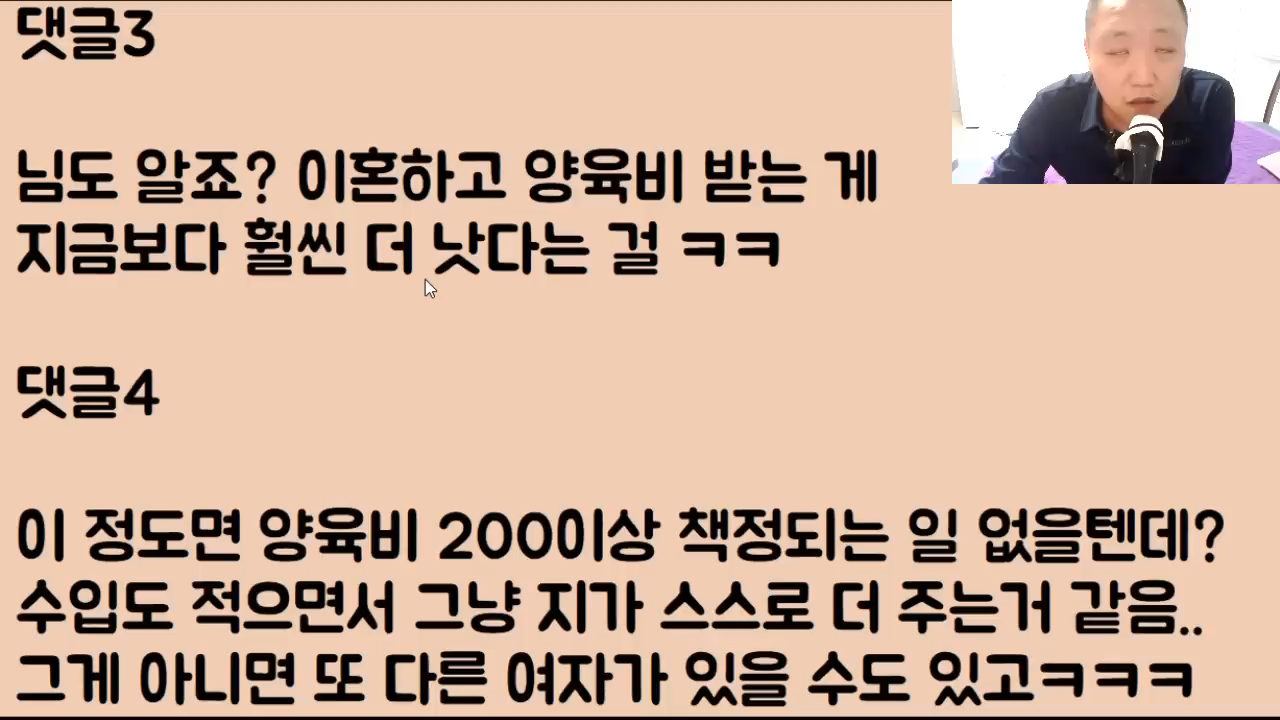 댓글3
님도 알죠? 이혼하고 양육비 받는 게
지금보다 훨씬 더 낫다는 걸 ㅋㅋ
댓글4
이 정도면 양육비 200이상 책정되는 일 없을텐데?
수입도 적으면서 그냥 지가 스스로 더 주는거 같음..
그게 아니면 또 다른 여자가 있을 수도 있고ㅋㅋㅋ